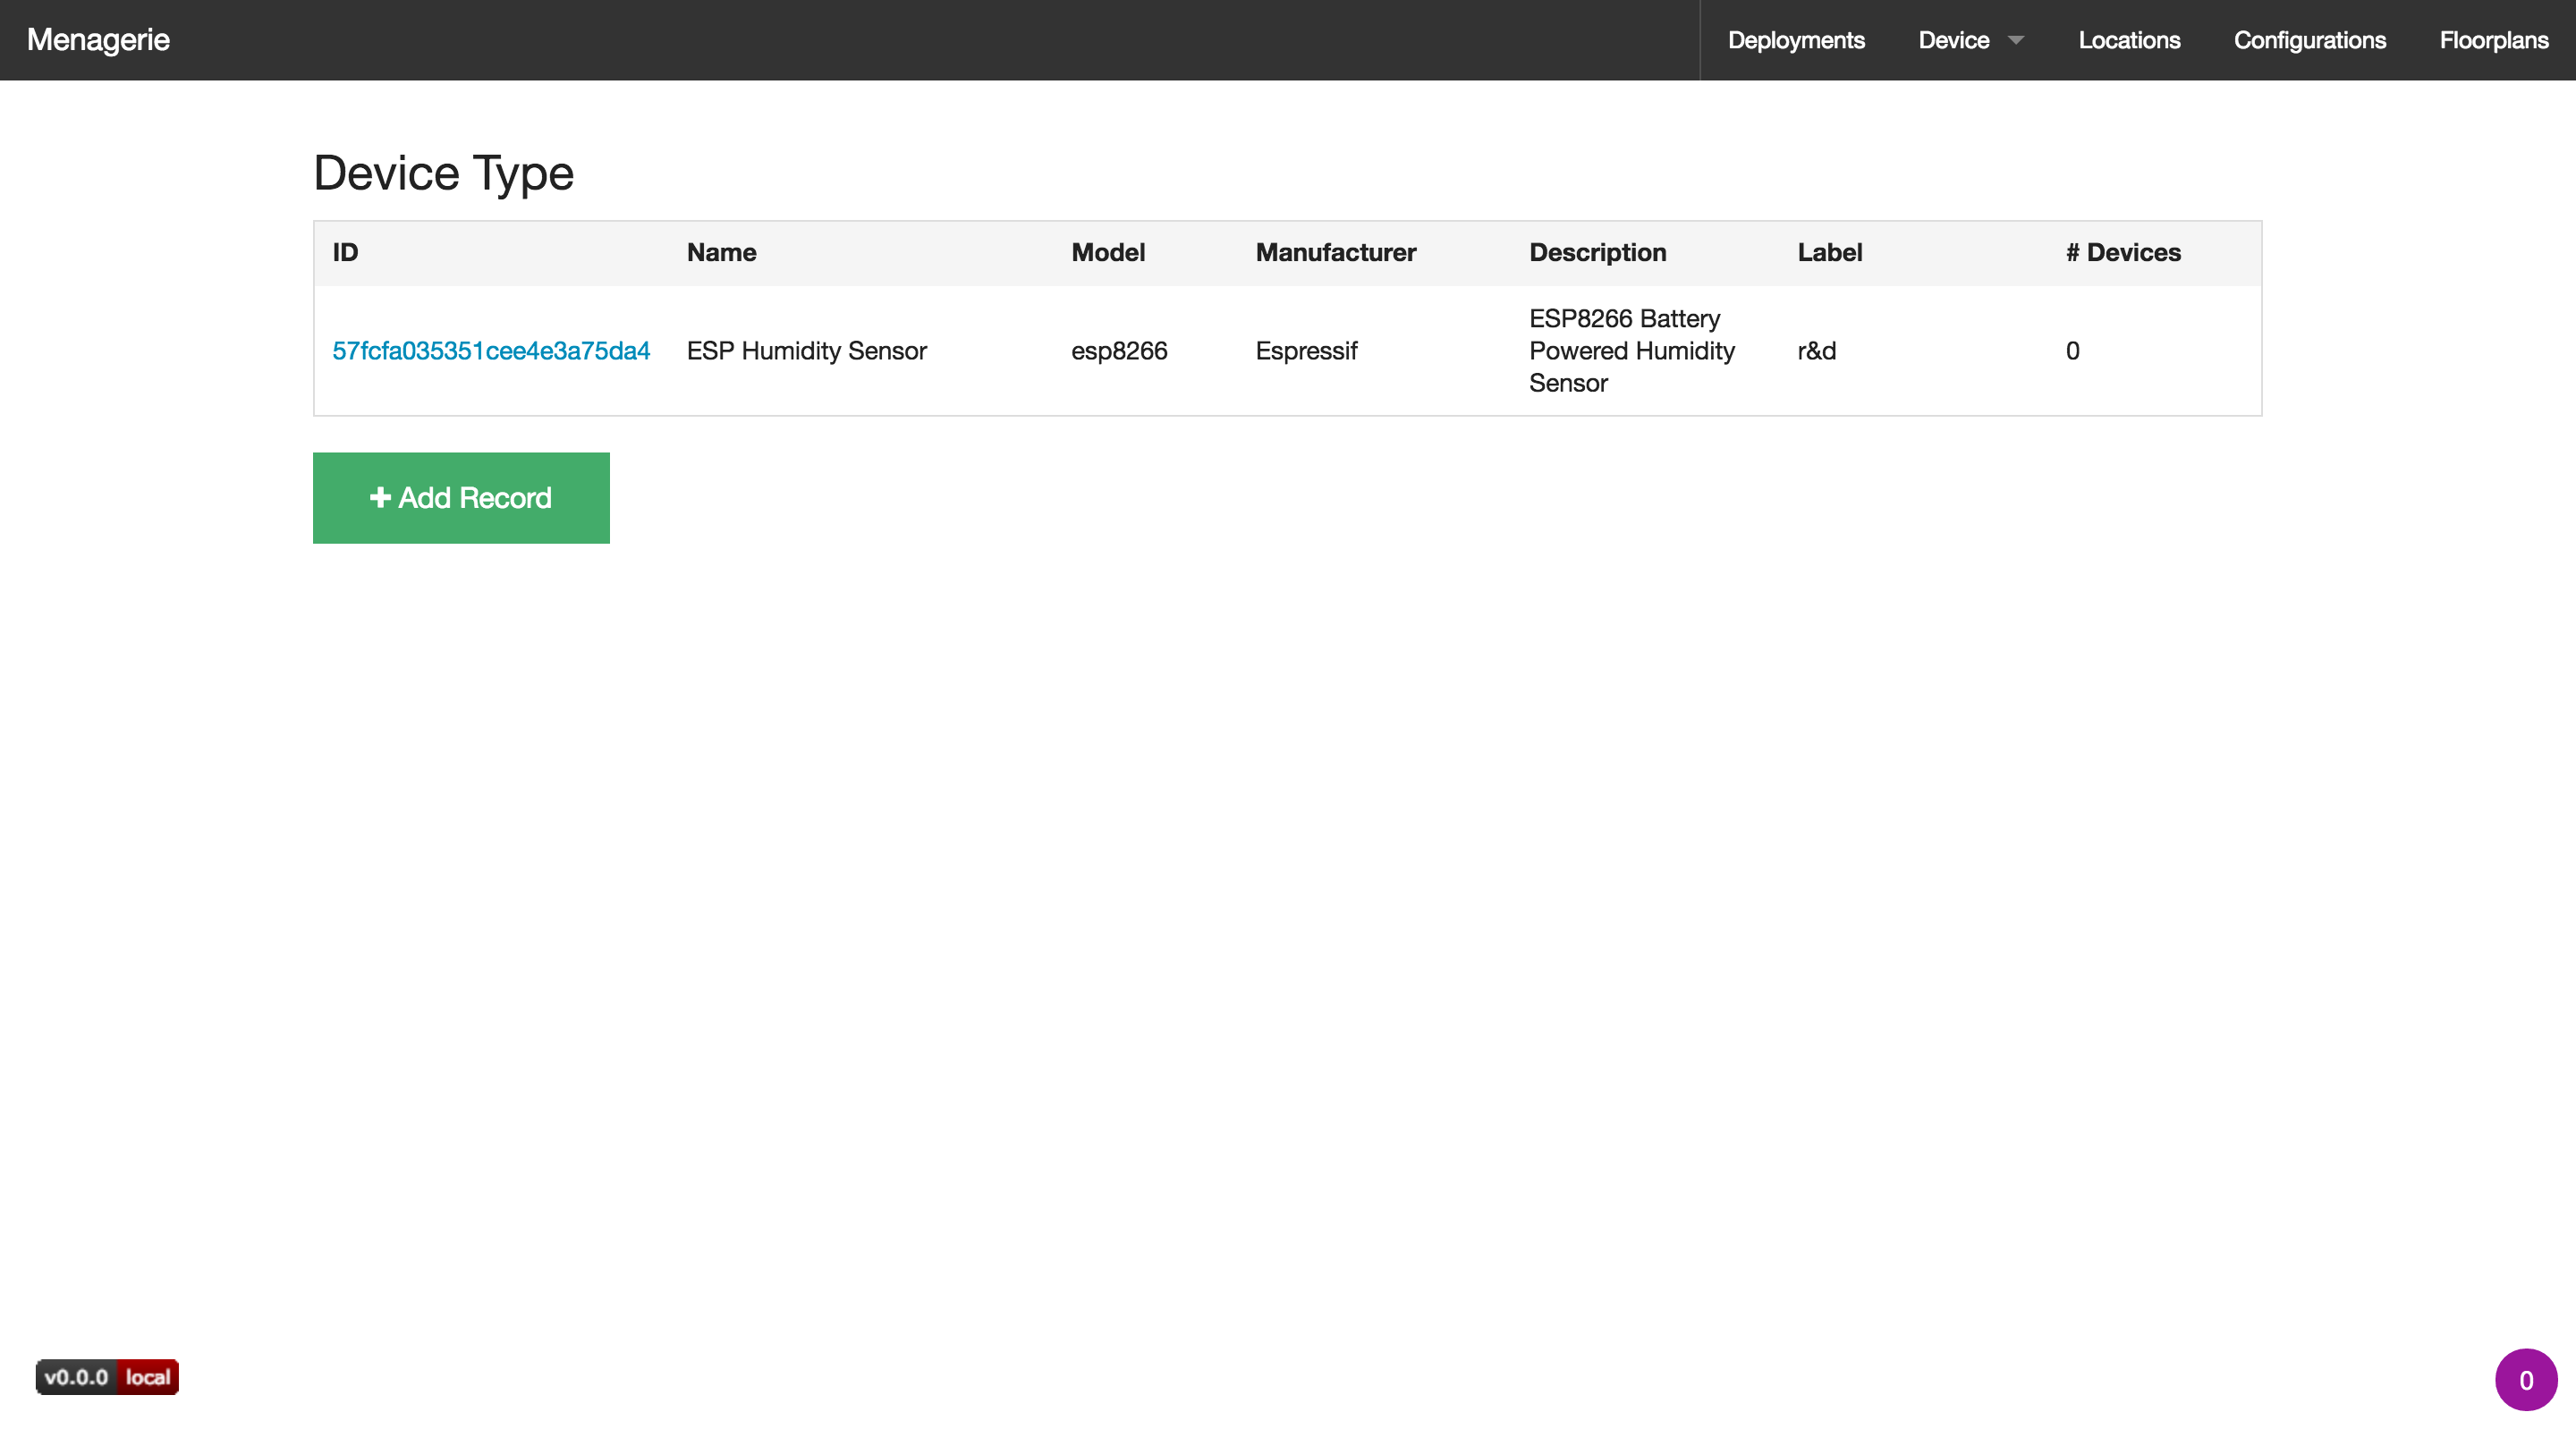 Menagerie
Deployments Device Locations Configurations Floorplans
Device Type
ID Name Model Manufacturer Description Label # Devices
57fcfa035351cee4e3a75da4 ESP Humidity Sensor esp8266 Espressif ESP8266 Battery Powered Humidity Sensor r&d 0
Add Record
v0.0.0 local
0